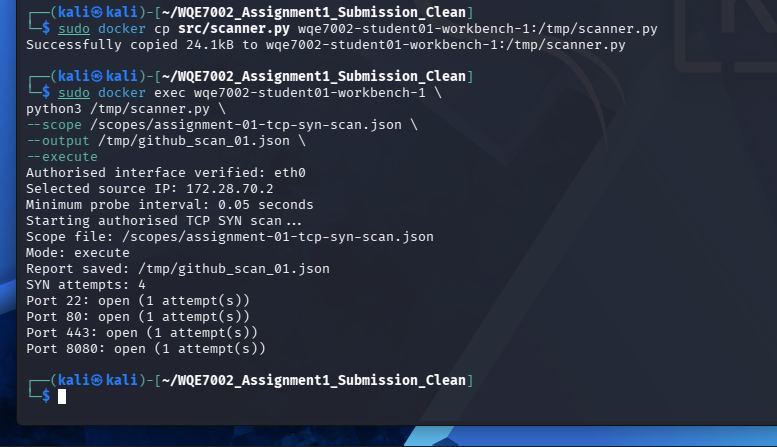 ┌──(kali㉿kali)-[~/WQE7002_Assignment1_Submission_Clean]
└─$ sudo docker cp src/scanner.py wqe7002-student01-workbench-1:/tmp/scanner.py
Successfully copied 24.1kB to wqe7002-student01-workbench-1:/tmp/scanner.py
┌──(kali㉿kali)-[~/WQE7002_Assignment1_Submission_Clean]
└─$ sudo docker exec wqe7002-student01-workbench-1 \
python3 /tmp/scanner.py \
--scope /scopes/assignment-01-tcp-syn-scan.json \
--output /tmp/github_scan_01.json \
--execute
Authorised interface verified: eth0
Selected source IP: 172.28.70.2
Minimum probe interval: 0.05 seconds
Starting authorised TCP SYN scan...
Scope file: /scopes/assignment-01-tcp-syn-scan.json
Mode: execute
Report saved: /tmp/github_scan_01.json
SYN attempts: 4
Port 22: open (1 attempt(s))
Port 80: open (1 attempt(s))
Port 443: open (1 attempt(s))
Port 8080: open (1 attempt(s))
┌──(kali㉿kali)-[~/WQE7002_Assignment1_Submission_Clean]
└─$